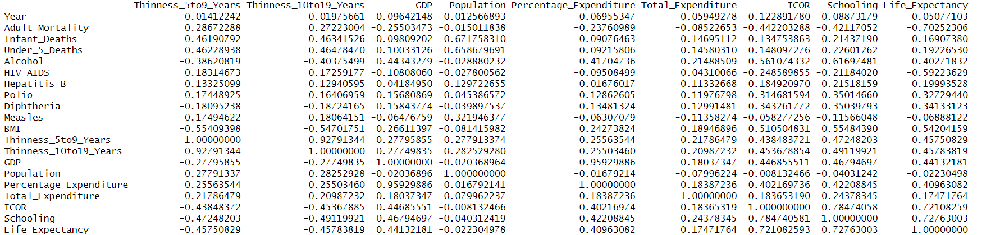 Thinness_5to9_Years Thinness_10to19_Years GDP Population Percentage_Expenditure Total_Expenditure ICOR Schooling Life_Expectancy
Year 0.01412242 0.01975661 0.09642148 0.012566893 0.06955347 0.05949278 0.122891780 0.08873179 0.05077103
Adult_Mortality 0.28672288 0.27223004 -0.25503473 -0.015011838 -0.23760989 -0.08522653 -0.442203288 -0.42117052 -0.70252306
Infant_Deaths 0.46190792 0.46341526 -0.09809202 0.671758310 -0.09076463 -0.14695112 -0.134753863 -0.21437190 -0.16907380
Under_5_Deaths 0.46228938 0.46478470 -0.10033126 0.658679691 -0.09215806 -0.14580310 -0.148097276 -0.22601262 -0.19226530
Alcohol -0.38620819 -0.40375499 0.44343279 -0.028880232 0.41704736 0.21488509 0.561074332 0.61697481 0.40271832
HIV_AIDS 0.18314673 0.17259177 -0.10808060 -0.027800562 -0.09508499 0.04310066 -0.248589855 -0.21184020 -0.59223629
Hepatitis_B -0.13325099 -0.12940595 0.04184950 -0.129722655 0.01676017 0.11332668 0.184920970 0.21518159 0.19993528
Polio -0.17448925 -0.16406959 0.15680869 -0.045386572 0.12862605 0.11976798 0.314681594 0.35014660 0.32729440
Diphtheria -0.18095238 -0.18724165 0.15843774 -0.039897537 0.13481324 0.12991481 0.343261772 0.35039793 0.34133123
Measles 0.17494622 0.18064151 -0.06476759 0.321946377 -0.06307079 -0.11358274 -0.058277256 -0.11566048 -0.06888122
BMI -0.55409398 -0.54701751 0.26611397 -0.081415982 0.24273824 0.18946896 0.510504831 0.55484390 0.54204159
Thinness_5to9_Years 1.00000000 0.92791344 -0.27795855 0.277913374 -0.25563544 -0.21786479 -0.438483721 -0.47248203 -0.45750829
Thinness_10to19_Years 0.92791344 1.00000000 -0.27749835 0.282529280 -0.25503460 -0.20987232 -0.453678854 -0.49119921 -0.45783819
GDP -0.27795855 -0.27749835 1.00000000 -0.020368964 0.95929886 0.18037347 0.446855511 0.46794697 0.44132181
Population 0.27791337 0.28252928 -0.02036896 1.000000000 -0.01679214 -0.07996224 -0.008132466 -0.04031242 -0.02230498
Percentage_Expenditure -0.25563544 -0.25503460 0.95929886 -0.016792141 1.00000000 0.18387236 0.402169736 0.42208845 0.40963082
Total_Expenditure -0.21786479 -0.20987232 0.18037347 -0.079962237 0.18387236 1.00000000 0.183653190 0.24378345 0.17471764
ICOR -0.43848372 -0.45367885 0.44685551 -0.008132466 0.40216974 0.18365319 1.000000000 0.78474058 0.72108259
Schooling -0.47248203 -0.49119921 0.46794697 -0.040312419 0.42208845 0.24378345 0.784740581 1.00000000 0.72763003
Life_Expectancy -0.45750829 -0.45783819 0.44132181 -0.022304978 0.40963082 0.17471764 0.721082593 0.72763003 1.00000000